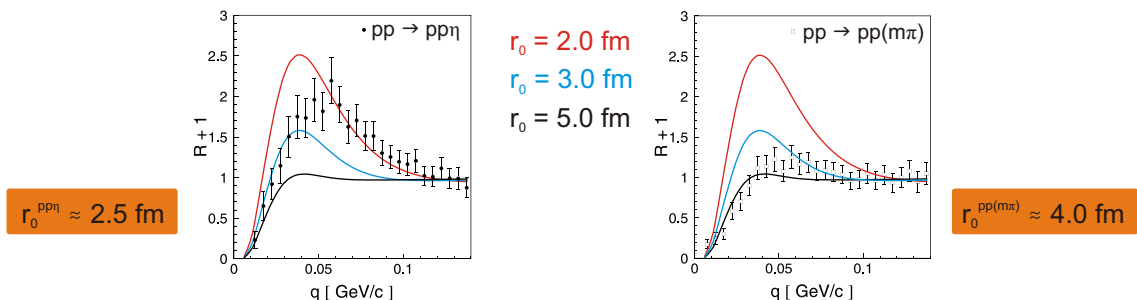 pp → ppη
R + 1
3
2.5
2
1.5
1
0.5
0
0
0.05
0.1
q [ GeV/c ]
r₀ = 2.0 fm
r₀ = 3.0 fm
r₀ = 5.0 fm
pp → pp(mπ)
R + 1
3
2.5
2
1.5
1
0.5
0
0
0.05
0.1
q [ GeV/c ]
r₀^ppη ≈ 2.5 fm
r₀^pp(mπ) ≈ 4.0 fm